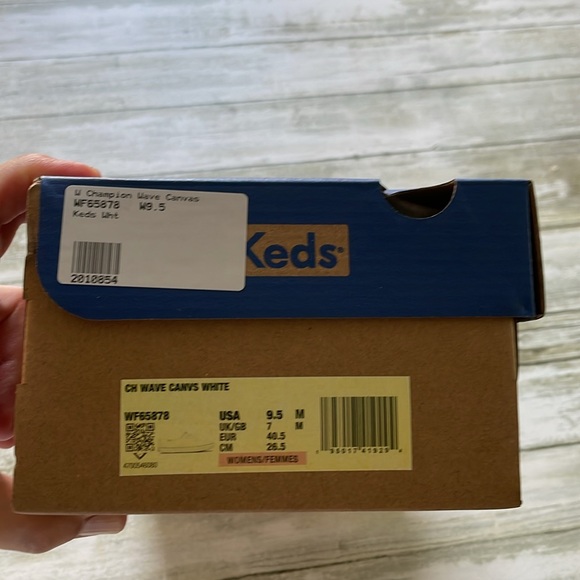 W Champion Wave Canvas
WF65878 W9.5
Keds Wht
2010854
Keds
CH WAVE CANVS WHITE
WF65878 USA 9.5 M
UK/GB 7 M
EUR 40.5
CM 26.5
WOMENS/FEMMES